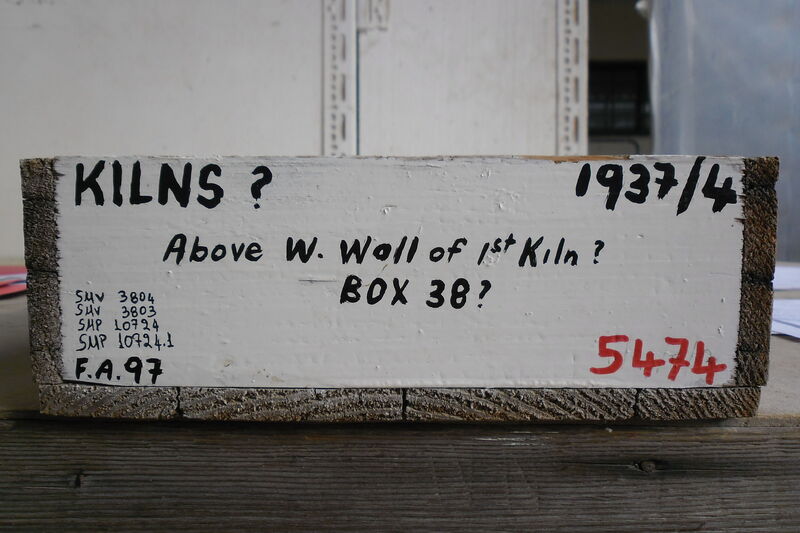 KILNS ? 1937/4
Above W. Wall of 1st Kiln ?
BOX 38?
SMV 3804
SMV 3803
SMP 10724
SMP 10724.1
F.A.97
5474